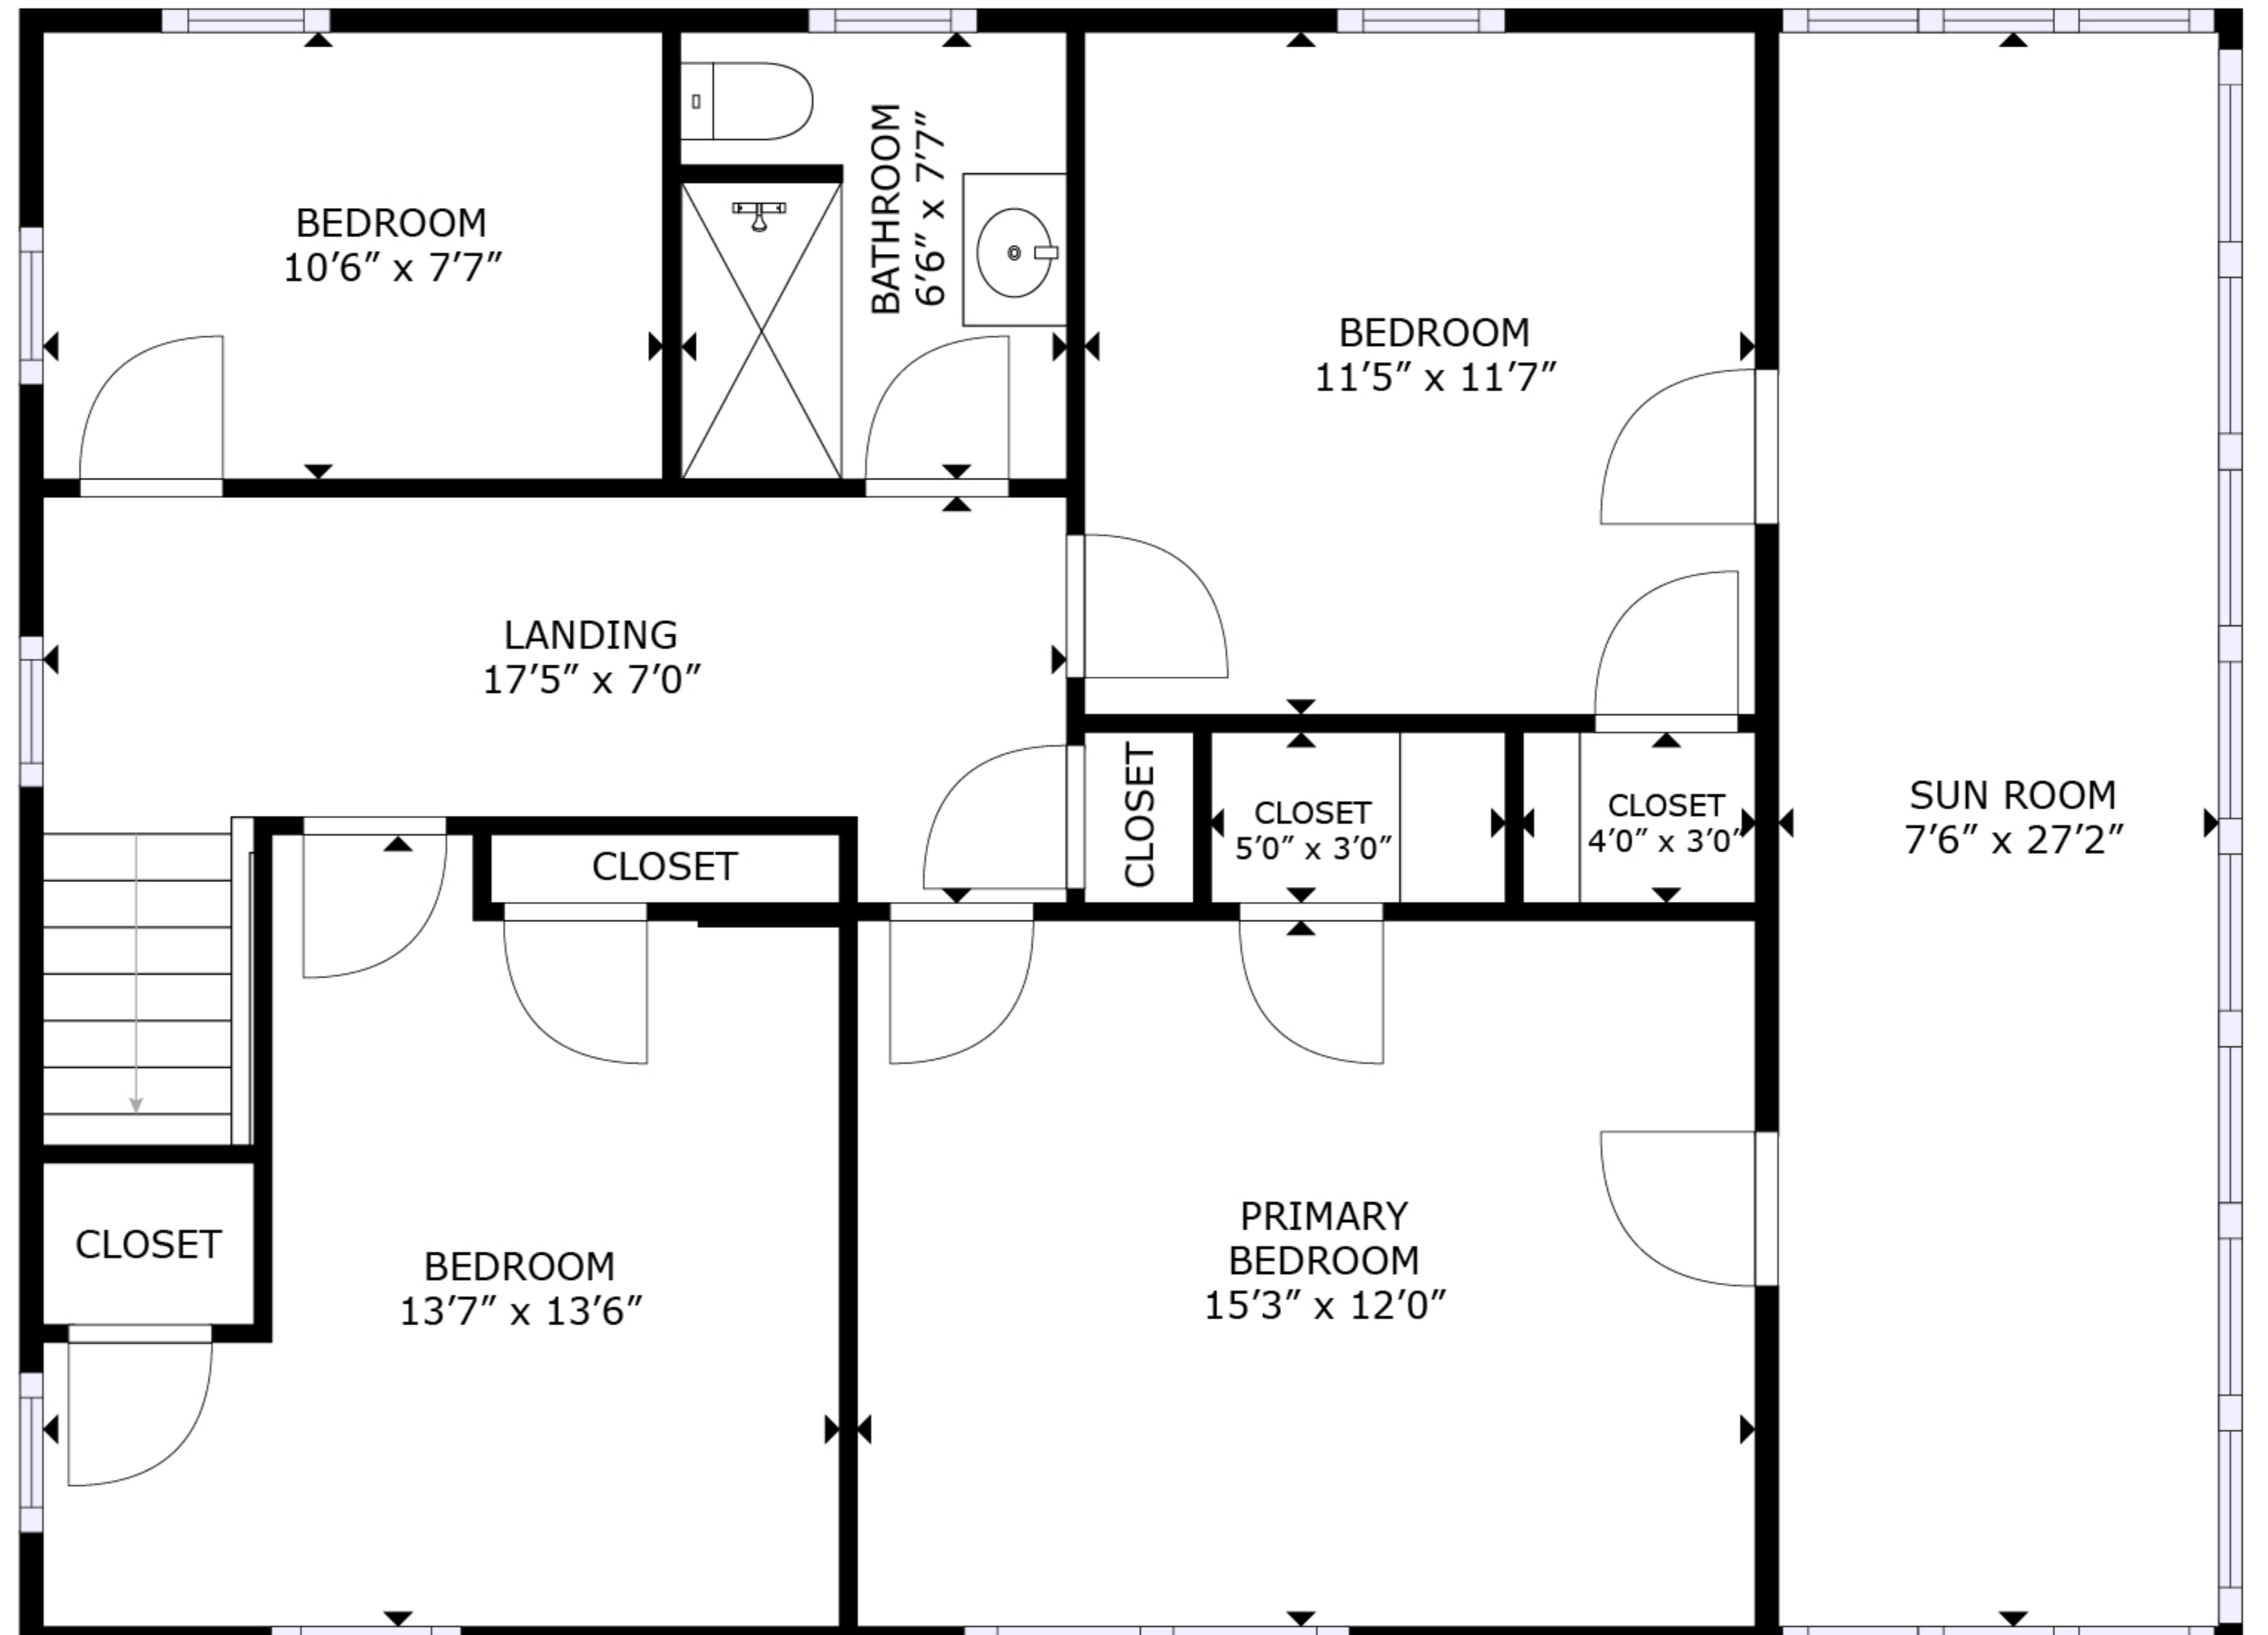 BEDROOM
10’6” x 7’7”
BATHROOM
6’6” x 7’7”
BEDROOM
11’5” x 11’7”
LANDING
17’5” x 7’0”
CLOSET
CLOSET
5’0” x 3’0”
CLOSET
4’0” x 3’0”
SUN ROOM
7’6” x 27’2”
CLOSET
CLOSET
BEDROOM
13’7” x 13’6”
PRIMARY
BEDROOM
15’3” x 12’0”